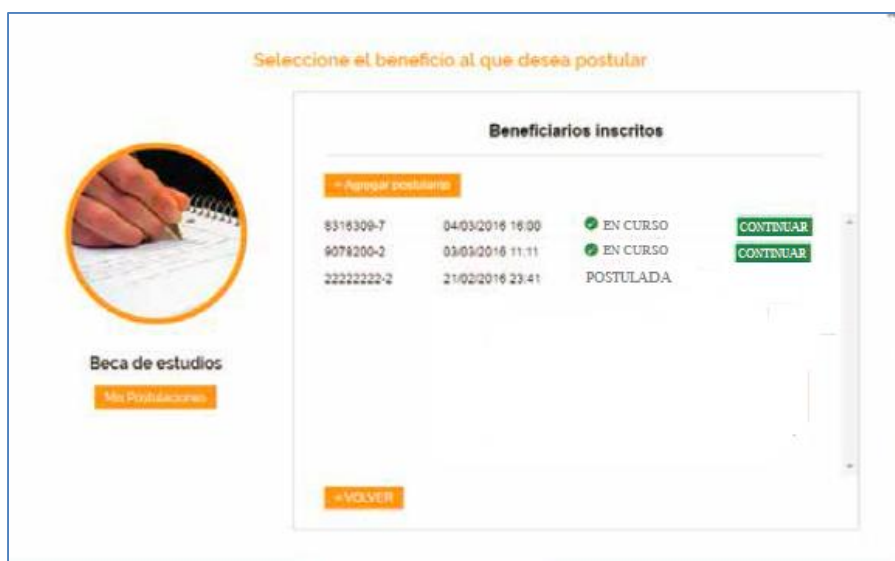 Seleccione el beneficio al que desea postular
Beneficiarios inscritos
+ Agregar postulante
8316309-7 04/03/2016 16:00 EN CURSO CONTINUAR
9078200-2 03/03/2016 11:11 EN CURSO CONTINUAR
22222222-2 21/02/2016 23:41 POSTULADA
Beca de estudios
Mis Postulaciones
« VOLVER